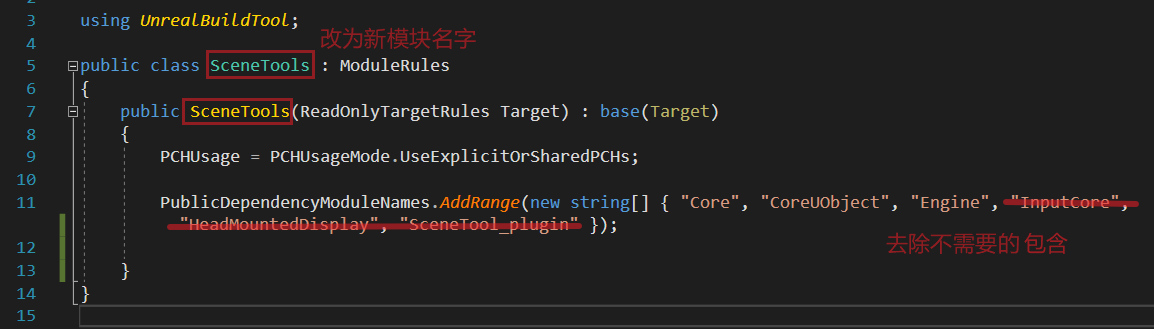 3 using UnrealBuildTool;
改为新模块名字
4
5 public class SceneTools : ModuleRules
6 {
7 public SceneTools(ReadOnlyTargetRules Target) : base(Target)
8 {
9 PCHUsage = PCHUsageMode.UseExplicitOrSharedPCHs;
10
11 PublicDependencyModuleNames.AddRange(new string[] { "Core", "CoreUObject", "Engine", "InputCore",
"HeadMountedDisplay", "SceneTool_plugin" });
去除不需要的包含
12
13 }
14 }
15